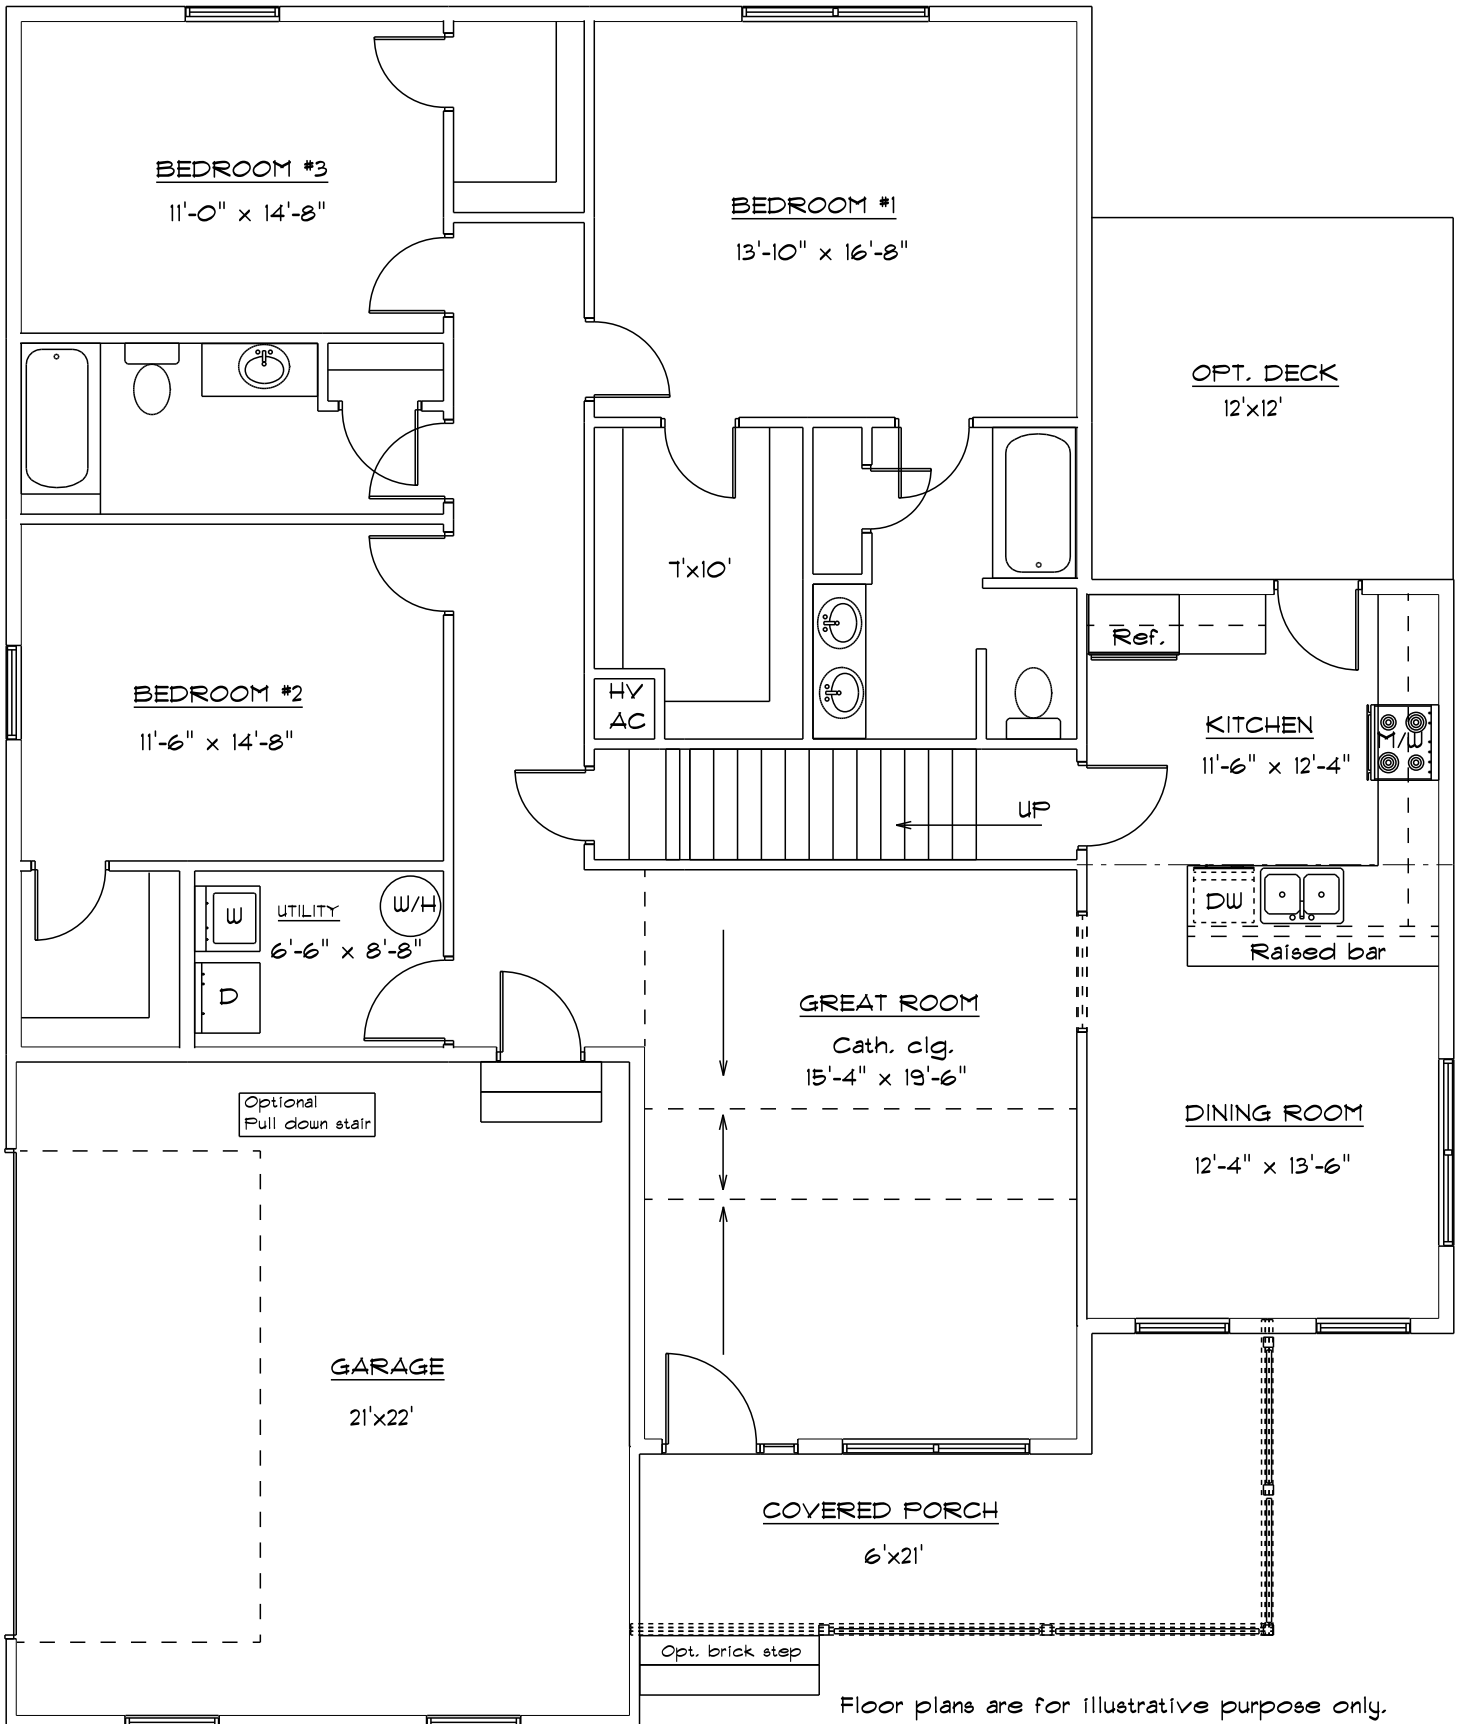 BEDROOM #3
11'-0" x 14'-8"
BEDROOM #1
13'-10" x 16'-8"
OPT. DECK
12'x12'
7'x10'
Ref.
BEDROOM #2
11'-6" x 14'-8"
HV
AC
KITCHEN
11'-6" x 12'-4"
M/W
UP
W
UTILITY
W/H
6'-6" x 8'-8"
D
DW
Raised bar
GREAT ROOM
Cath. clg.
15'-4" x 19'-6"
Optional
Pull down stair
DINING ROOM
12'-4" x 13'-6"
GARAGE
21'x22'
COVERED PORCH
6'x21'
Opt. brick step
Floor plans are for illustrative purpose only.